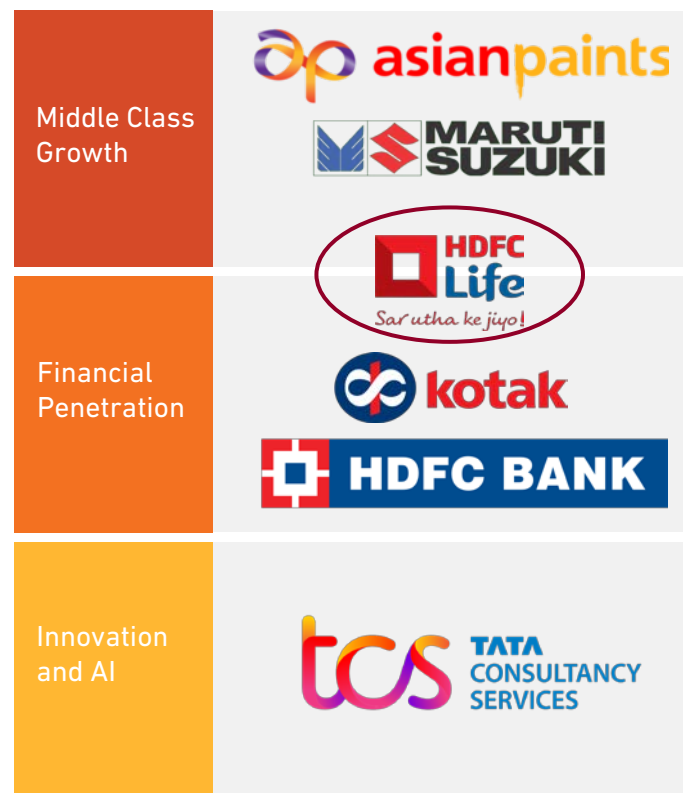 Middle Class
Growth
ap asianpaints
MARUTI
SUZUKI
HDFC
Life
Sar utha ke jiyo!
Financial
Penetration
kotak
HDFC BANK
Innovation
and AI
tcs TATA
CONSULTANCY
SERVICES